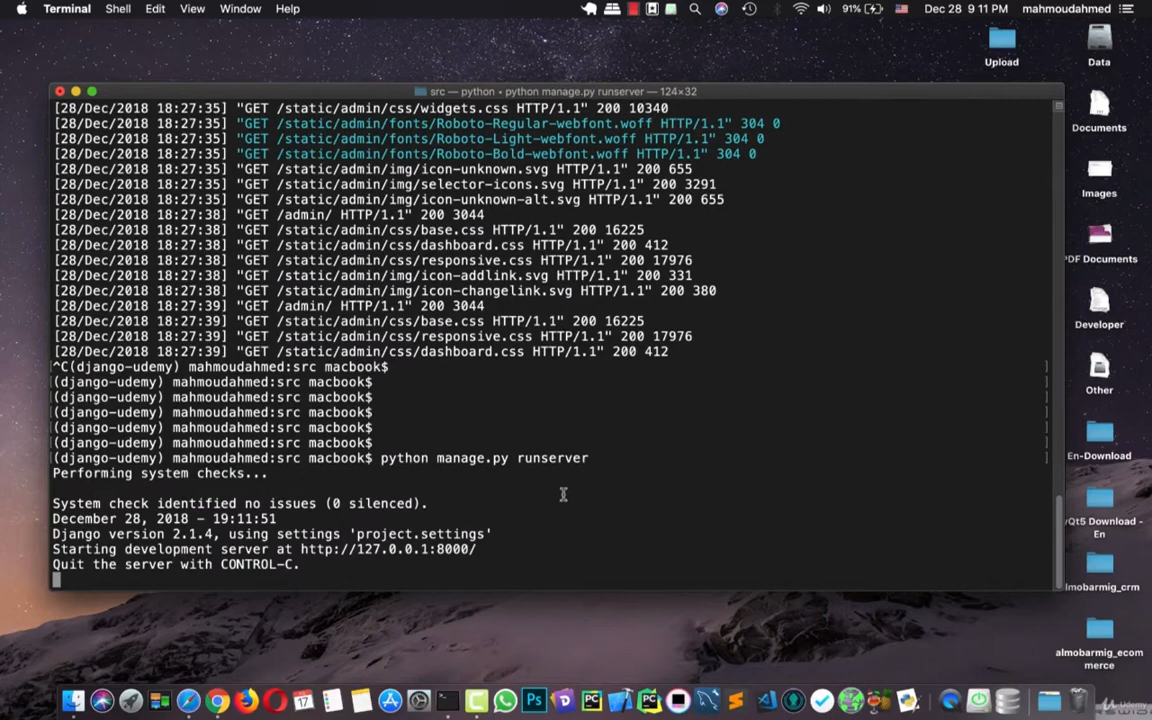 Terminal Shell Edit View Window Help 91% Dec 28 9:11 PM mahmoudahmed
Upload
Data
Documents
Images
PDF Documents
Developer
Other
En-Download
yQt5 Download - En
lmobarmig_crm
almobarmig_ecommerce
src — python • python manage.py runserver — 124×32
[28/Dec/2018 18:27:35] "GET /static/admin/css/widgets.css HTTP/1.1" 200 10340
[28/Dec/2018 18:27:35] "GET /static/admin/fonts/Roboto-Regular-webfont.woff HTTP/1.1" 304 0
[28/Dec/2018 18:27:35] "GET /static/admin/fonts/Roboto-Light-webfont.woff HTTP/1.1" 304 0
[28/Dec/2018 18:27:35] "GET /static/admin/fonts/Roboto-Bold-webfont.woff HTTP/1.1" 304 0
[28/Dec/2018 18:27:35] "GET /static/admin/img/icon-unknown.svg HTTP/1.1" 200 655
[28/Dec/2018 18:27:35] "GET /static/admin/img/selector-icons.svg HTTP/1.1" 200 3291
[28/Dec/2018 18:27:35] "GET /static/admin/img/icon-unknown-alt.svg HTTP/1.1" 200 655
[28/Dec/2018 18:27:38] "GET /admin/ HTTP/1.1" 200 3044
[28/Dec/2018 18:27:38] "GET /static/admin/css/base.css HTTP/1.1" 200 16225
[28/Dec/2018 18:27:38] "GET /static/admin/css/dashboard.css HTTP/1.1" 200 412
[28/Dec/2018 18:27:38] "GET /static/admin/css/responsive.css HTTP/1.1" 200 17976
[28/Dec/2018 18:27:38] "GET /static/admin/img/icon-addlink.svg HTTP/1.1" 200 331
[28/Dec/2018 18:27:38] "GET /static/admin/img/icon-changelink.svg HTTP/1.1" 200 380
[28/Dec/2018 18:27:39] "GET /admin/ HTTP/1.1" 200 3044
[28/Dec/2018 18:27:39] "GET /static/admin/css/base.css HTTP/1.1" 200 16225
[28/Dec/2018 18:27:39] "GET /static/admin/css/responsive.css HTTP/1.1" 200 17976
[28/Dec/2018 18:27:39] "GET /static/admin/css/dashboard.css HTTP/1.1" 200 412
^C(django-udemy) mahmoudahmed:src macbook$
(django-udemy) mahmoudahmed:src macbook$
(django-udemy) mahmoudahmed:src macbook$
(django-udemy) mahmoudahmed:src macbook$
(django-udemy) mahmoudahmed:src macbook$
(django-udemy) mahmoudahmed:src macbook$
(django-udemy) mahmoudahmed:src macbook$ python manage.py runserver
Performing system checks...
System check identified no issues (0 silenced).
December 28, 2018 - 19:11:51
Django version 2.1.4, using settings 'project.settings'
Starting development server at http://127.0.0.1:8000/
Quit the server with CONTROL-C.
17
Ps
PC
PC
Udemy